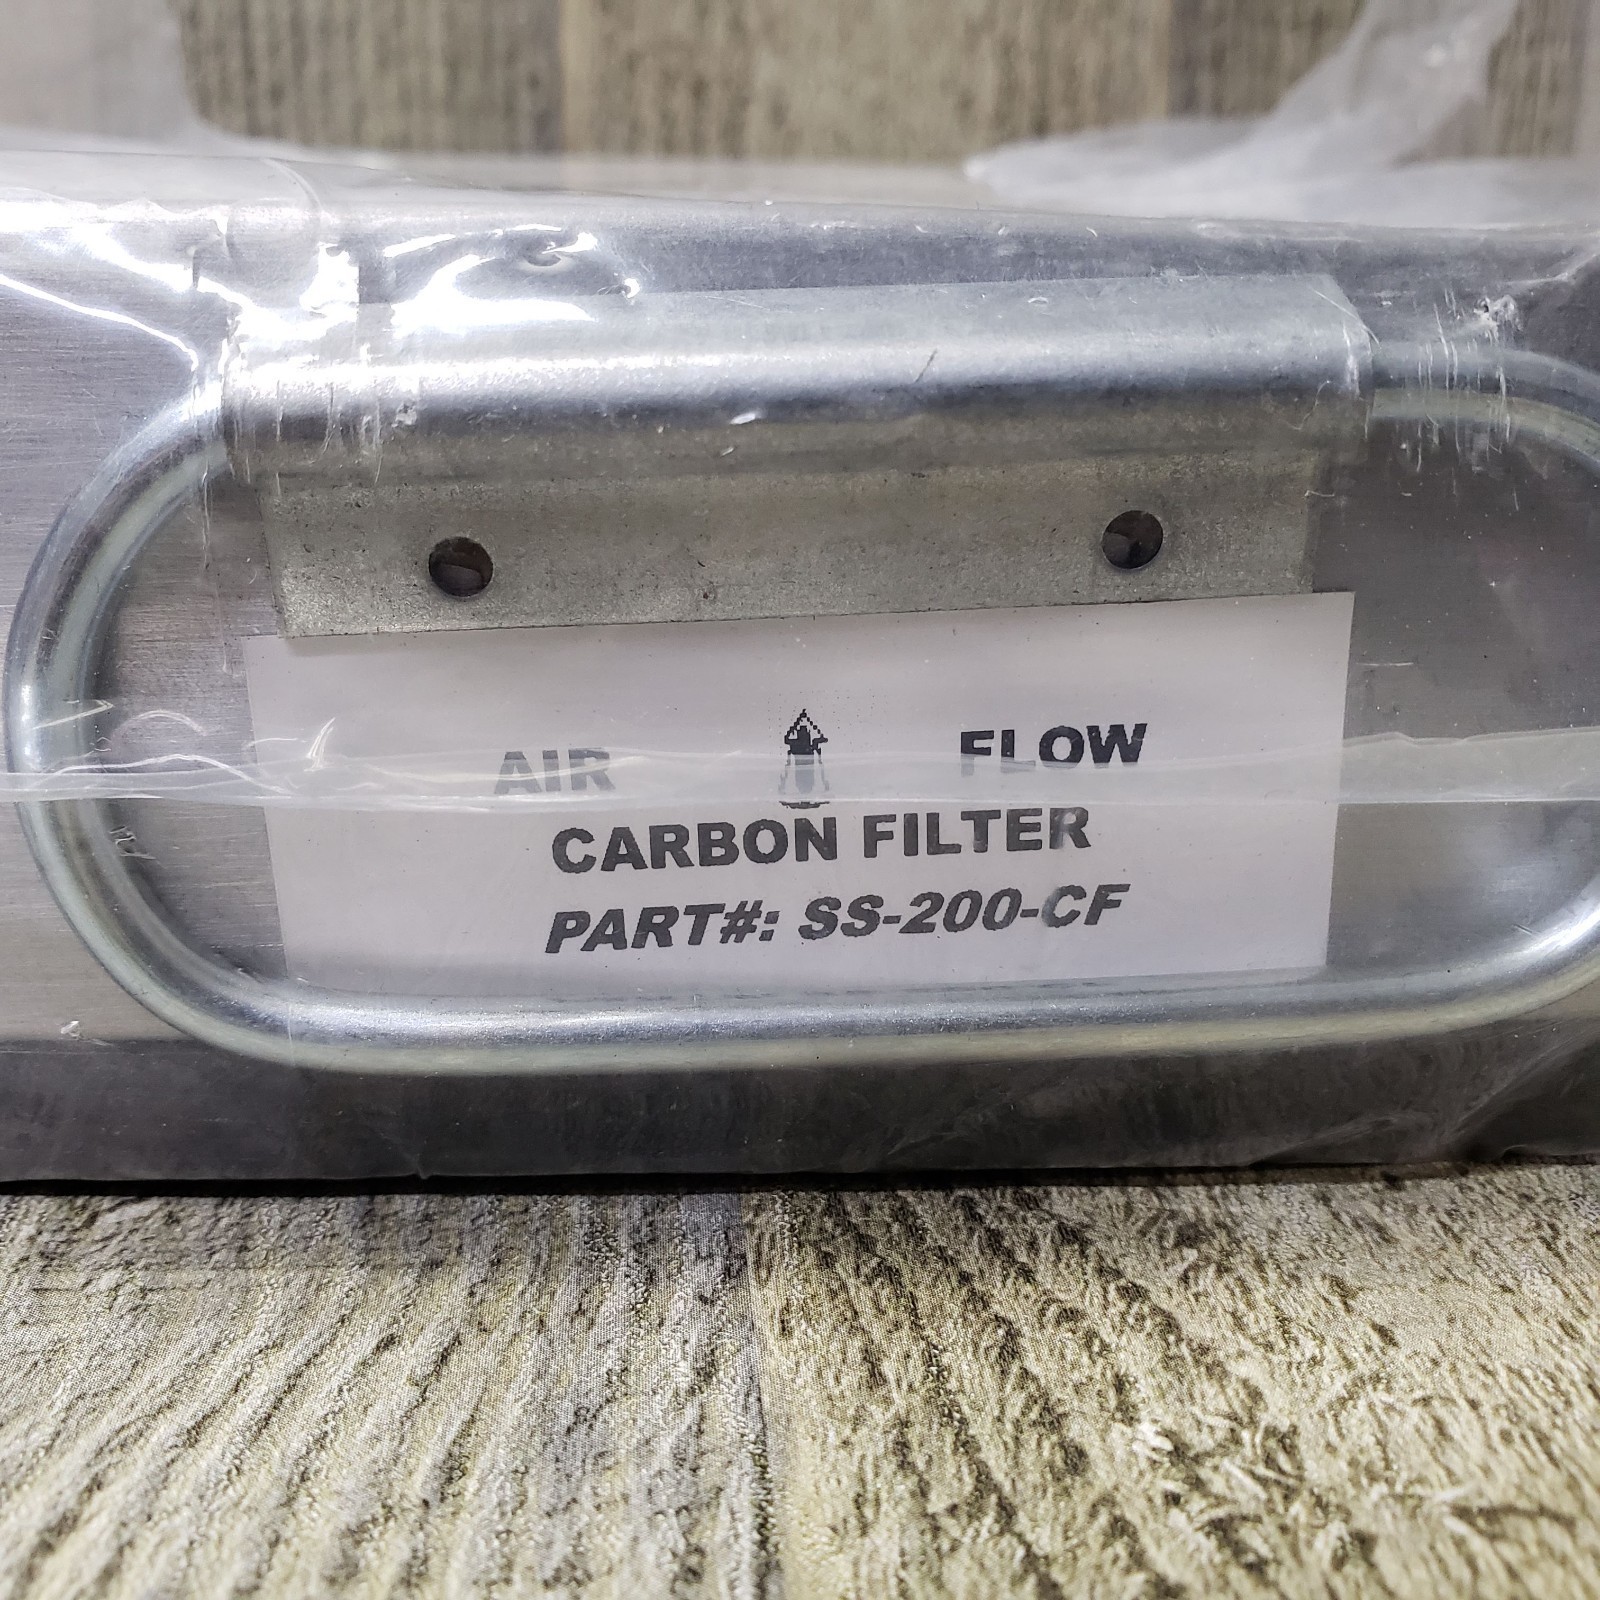 AIR FLOW
CARBON FILTER
PART#: SS-200-CF